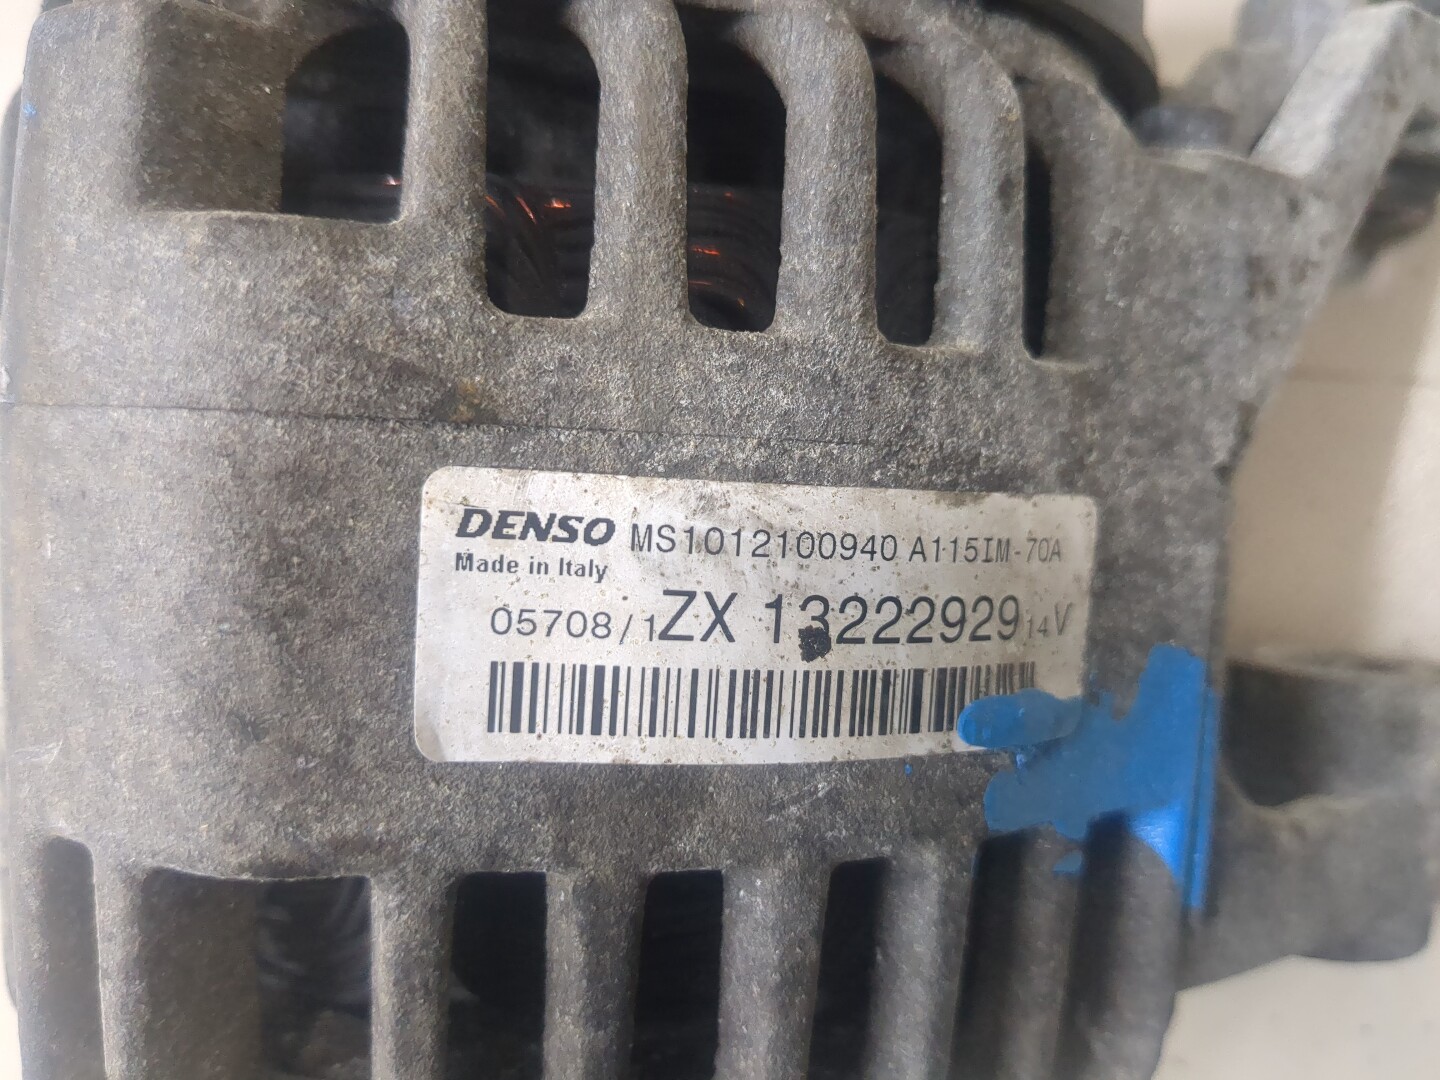 DENSO MS1012100940 A115IM-70A
Made in Italy
05708/1ZX 13222929 14V